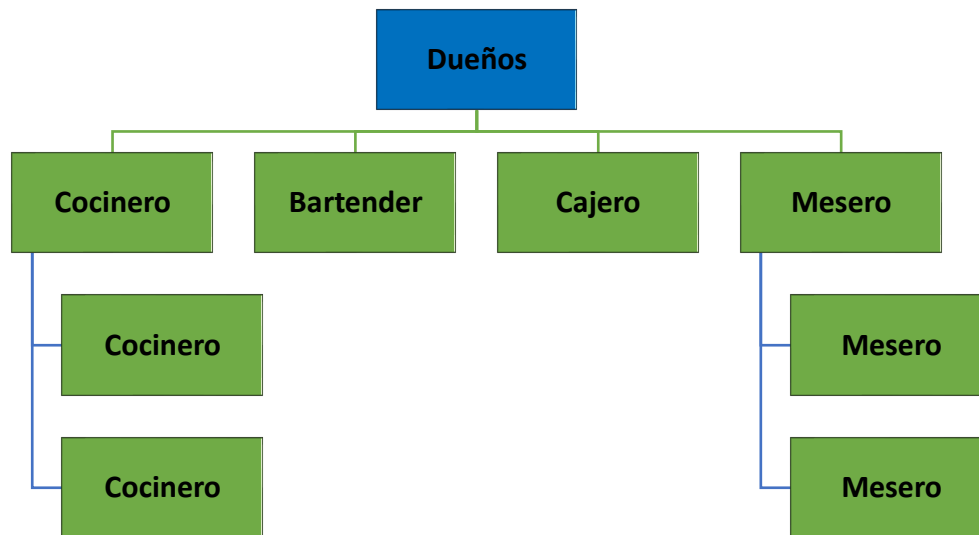 Dueños
Cocinero
Bartender
Cajero
Mesero
Cocinero
Mesero
Cocinero
Mesero